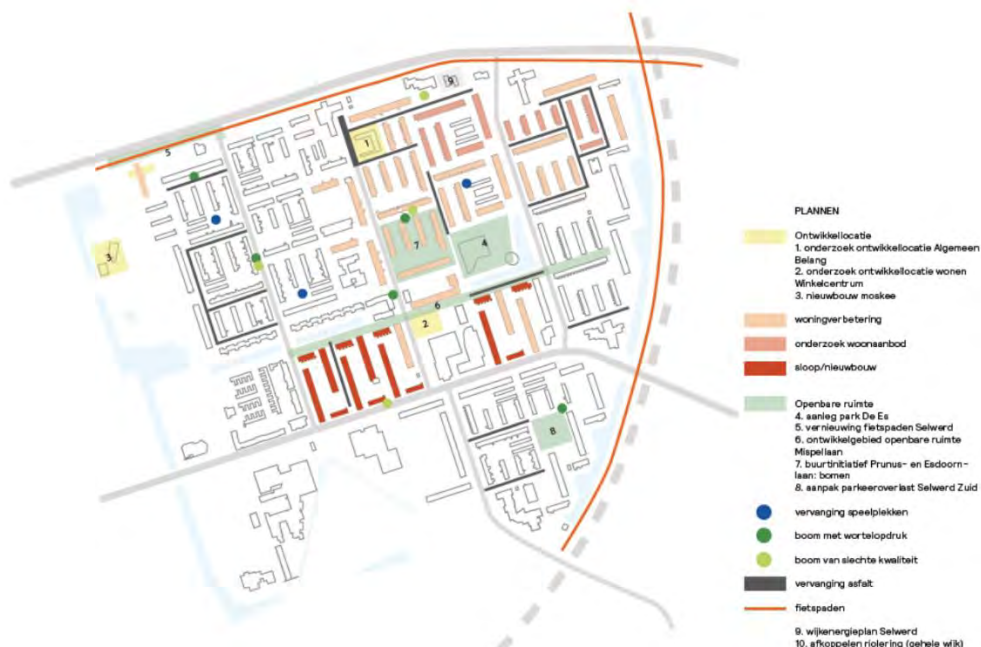 9
5
1
3
7
4
6
2
8
PLANNEN
Ontwikkellocatie
1. onderzoek ontwikkellocatie Algemeen
Belang
2. onderzoek ontwikkellocatie wonen
Winkelcentrum
3. nieuwbouw moskee
woningverbetering
onderzoek woonaanbod
sloop/nieuwbouw
Openbare ruimte
4. aanleg park De Es
5. vernieuwing fietspaden Selwerd
6. ontwikkelgebied openbare ruimte
Mispellaan
7. buurtinitiatief Prunus- en Esdoorn-
laan: bomen
8. aanpak parkeeroverlast Selwerd Zuid
vervanging speelplekken
boom met wortelopdruk
boom van slechte kwaliteit
vervanging asfalt
fietspaden
9. wijkenergieplan Selwerd
10. afkoppelen riolering (gehele wijk)